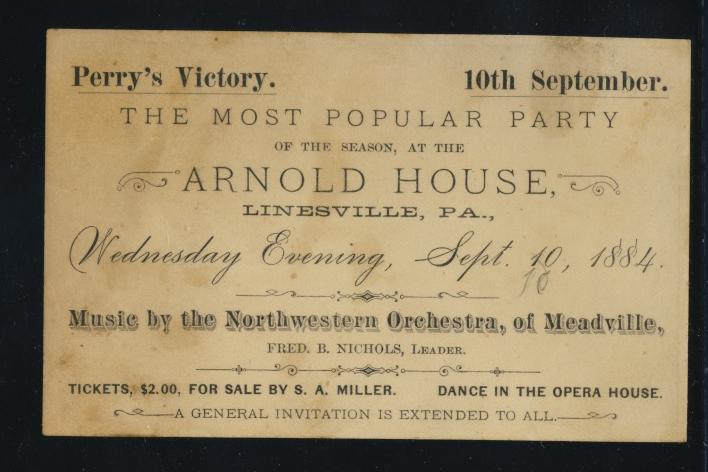 Perry's Victory. 10th September.
THE MOST POPULAR PARTY
OF THE SEASON, AT THE
ARNOLD HOUSE,
LINESVILLE, PA.,
Wednesday Evening, Sept. 10, 1884.
10
Music by the Northwestern Orchestra, of Meadville,
FRED. B. NICHOLS, LEADER.
TICKETS, $2.00, FOR SALE BY S. A. MILLER. DANCE IN THE OPERA HOUSE.
A GENERAL INVITATION IS EXTENDED TO ALL.